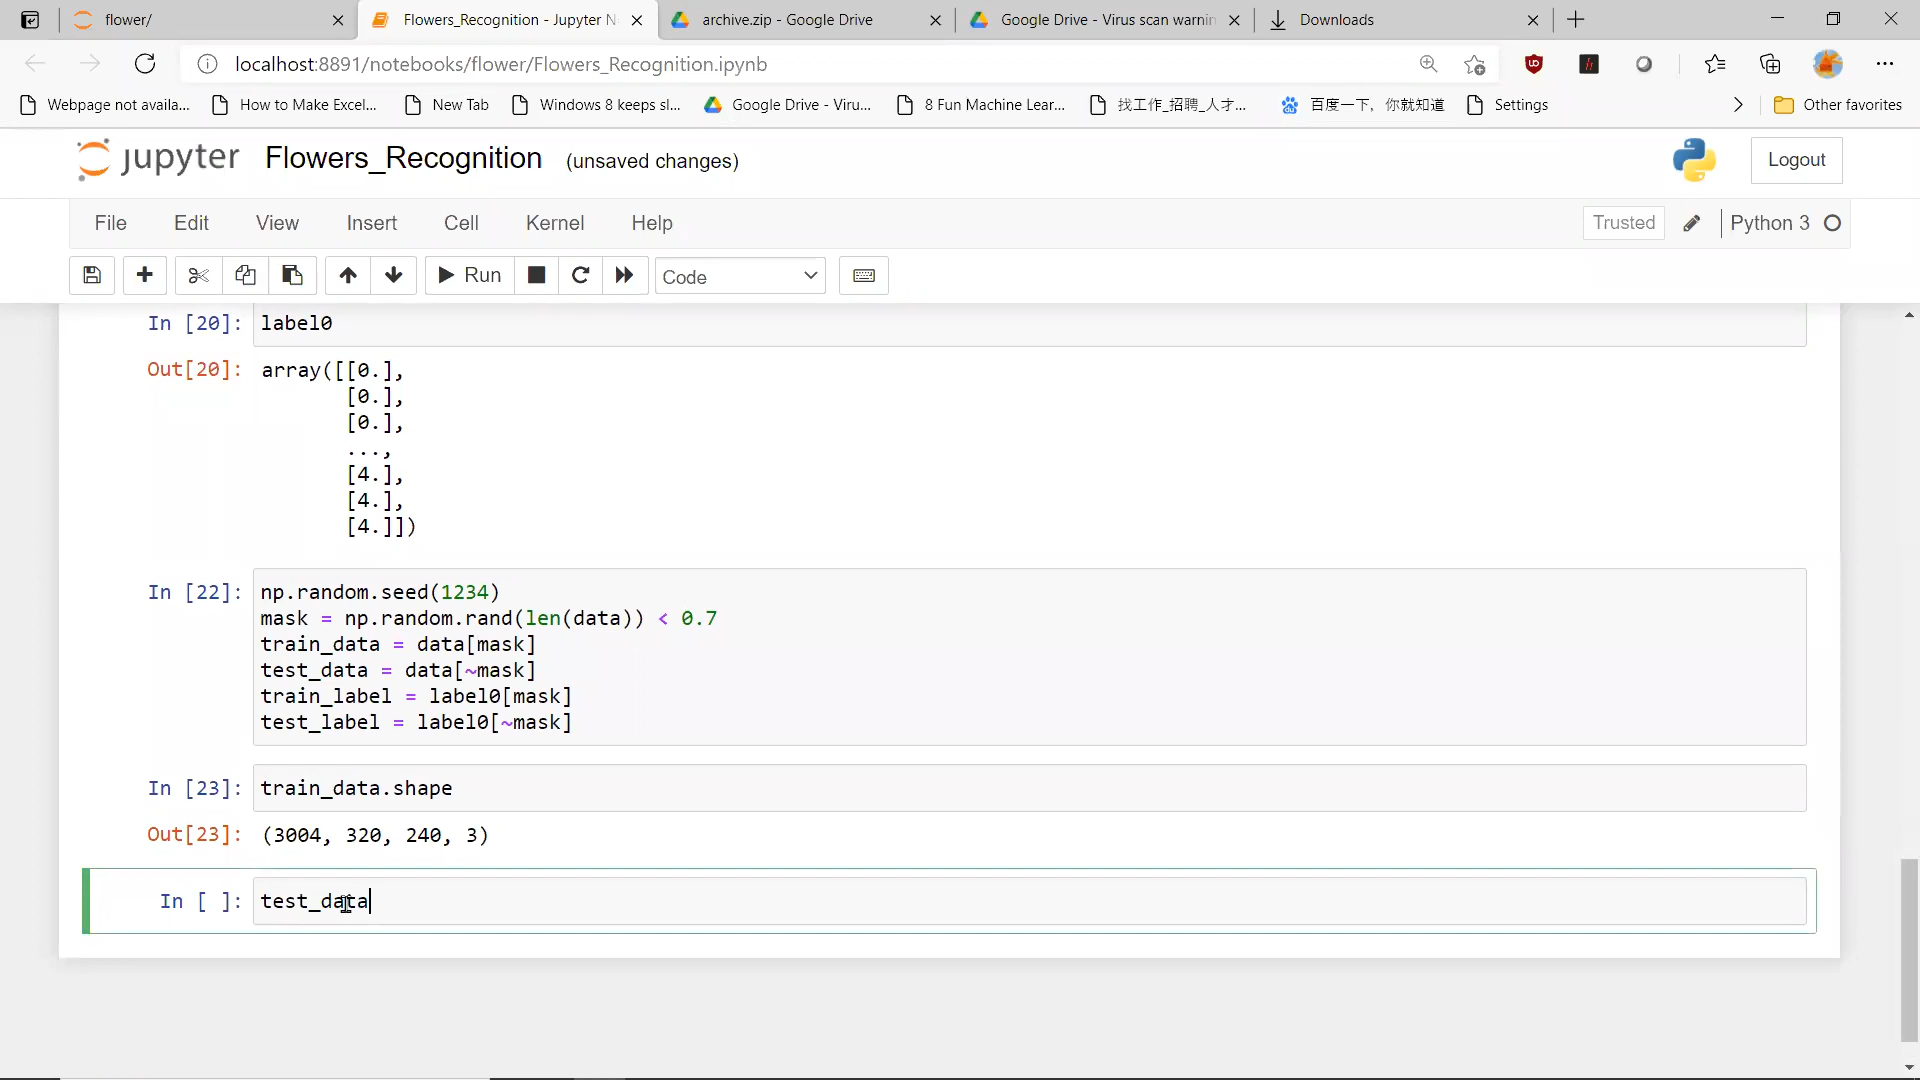 flower/
Flowers_Recognition - Jupyter N
archive.zip - Google Drive
Google Drive - Virus scan warnin
Downloads
localhost:8891/notebooks/flower/Flowers_Recognition.ipynb
Webpage not availa...
How to Make Excel...
New Tab
Windows 8 keeps sl...
Google Drive - Viru...
8 Fun Machine Lear...
找工作_招聘_人才...
百度一下，你就知道
Settings
Other favorites
jupyter
Flowers_Recognition
(unsaved changes)
Logout
File
Edit
View
Insert
Cell
Kernel
Help
Trusted
Python 3
Run
Code
In [20]: label0
Out[20]: array([[0.],
[0.],
[0.],
...,
[4.],
[4.],
[4.]])
In [22]: np.random.seed(1234)
mask = np.random.rand(len(data)) < 0.7
train_data = data[mask]
test_data = data[~mask]
train_label = label0[mask]
test_label = label0[~mask]
In [23]: train_data.shape
Out[23]: (3004, 320, 240, 3)
In [ ]: test_data